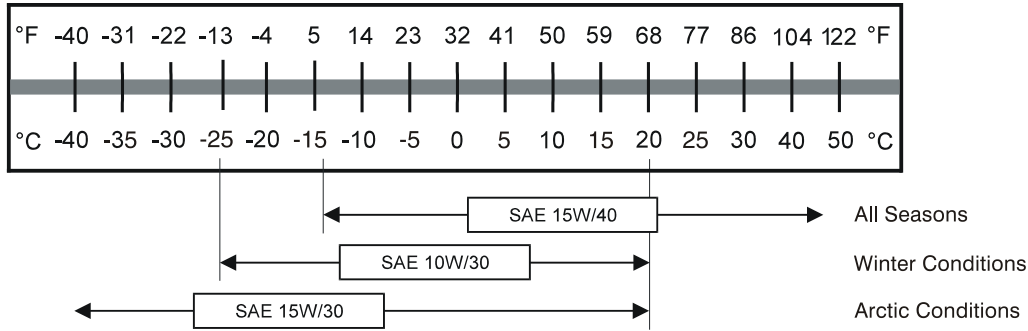 °F -40 -31 -22 -13 -4 5 14 23 32 41 50 59 68 77 86 104 122 °F
°C -40 -35 -30 -25 -20 -15 -10 -5 0 5 10 15 20 25 30 40 50 °C
SAE 15W/40 All Seasons
SAE 10W/30 Winter Conditions
SAE 15W/30 Arctic Conditions